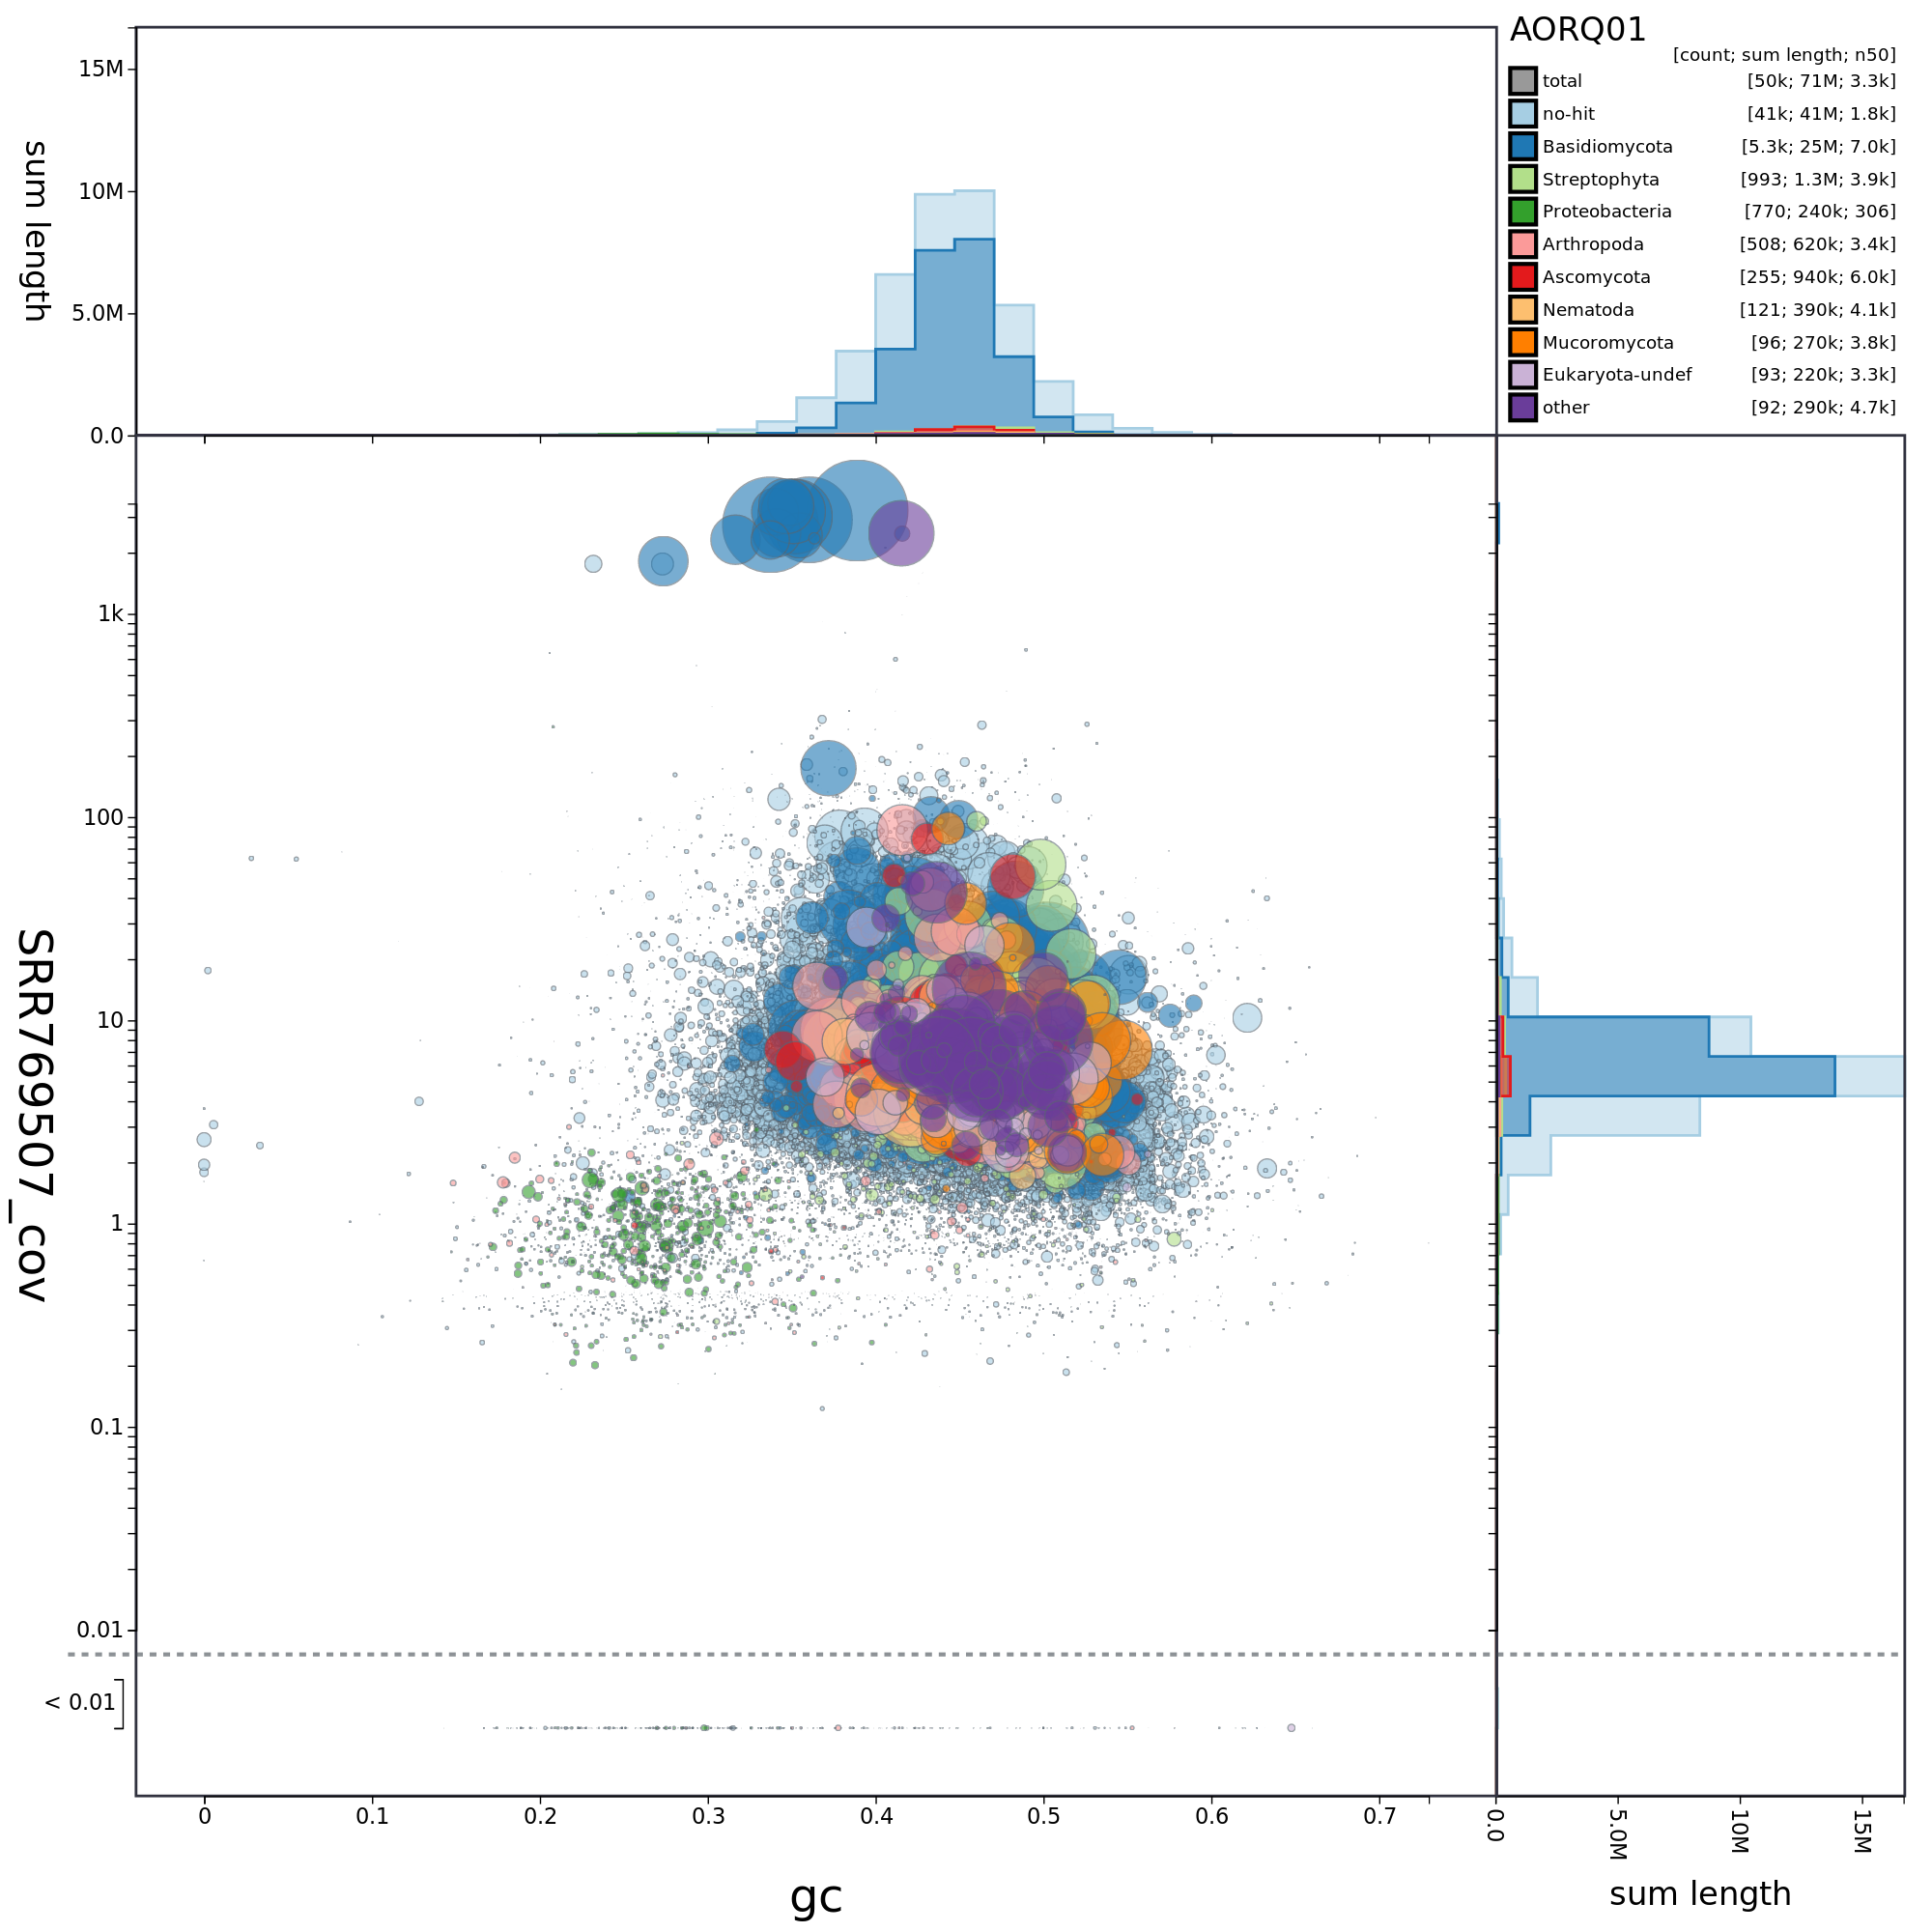 AORQ01
[count; sum length; n50]
total [50k; 71M; 3.3k]
no-hit [41k; 41M; 1.8k]
Basidiomycota [5.3k; 25M; 7.0k]
Streptophyta [993; 1.3M; 3.9k]
Proteobacteria [770; 240k; 306]
Arthropoda [508; 620k; 3.4k]
Ascomycota [255; 940k; 6.0k]
Nematoda [121; 390k; 4.1k]
Mucoromycota [96; 270k; 3.8k]
Eukaryota-undef [93; 220k; 3.3k]
other [92; 290k; 4.7k]
sum length
15M
10M
5.0M
0.0
SRR769507_cov
1k
100
10
1
0.1
0.01
< 0.01
0 0.1 0.2 0.3 0.4 0.5 0.6 0.7
gc
0.0 5.0M 10M 15M
sum length